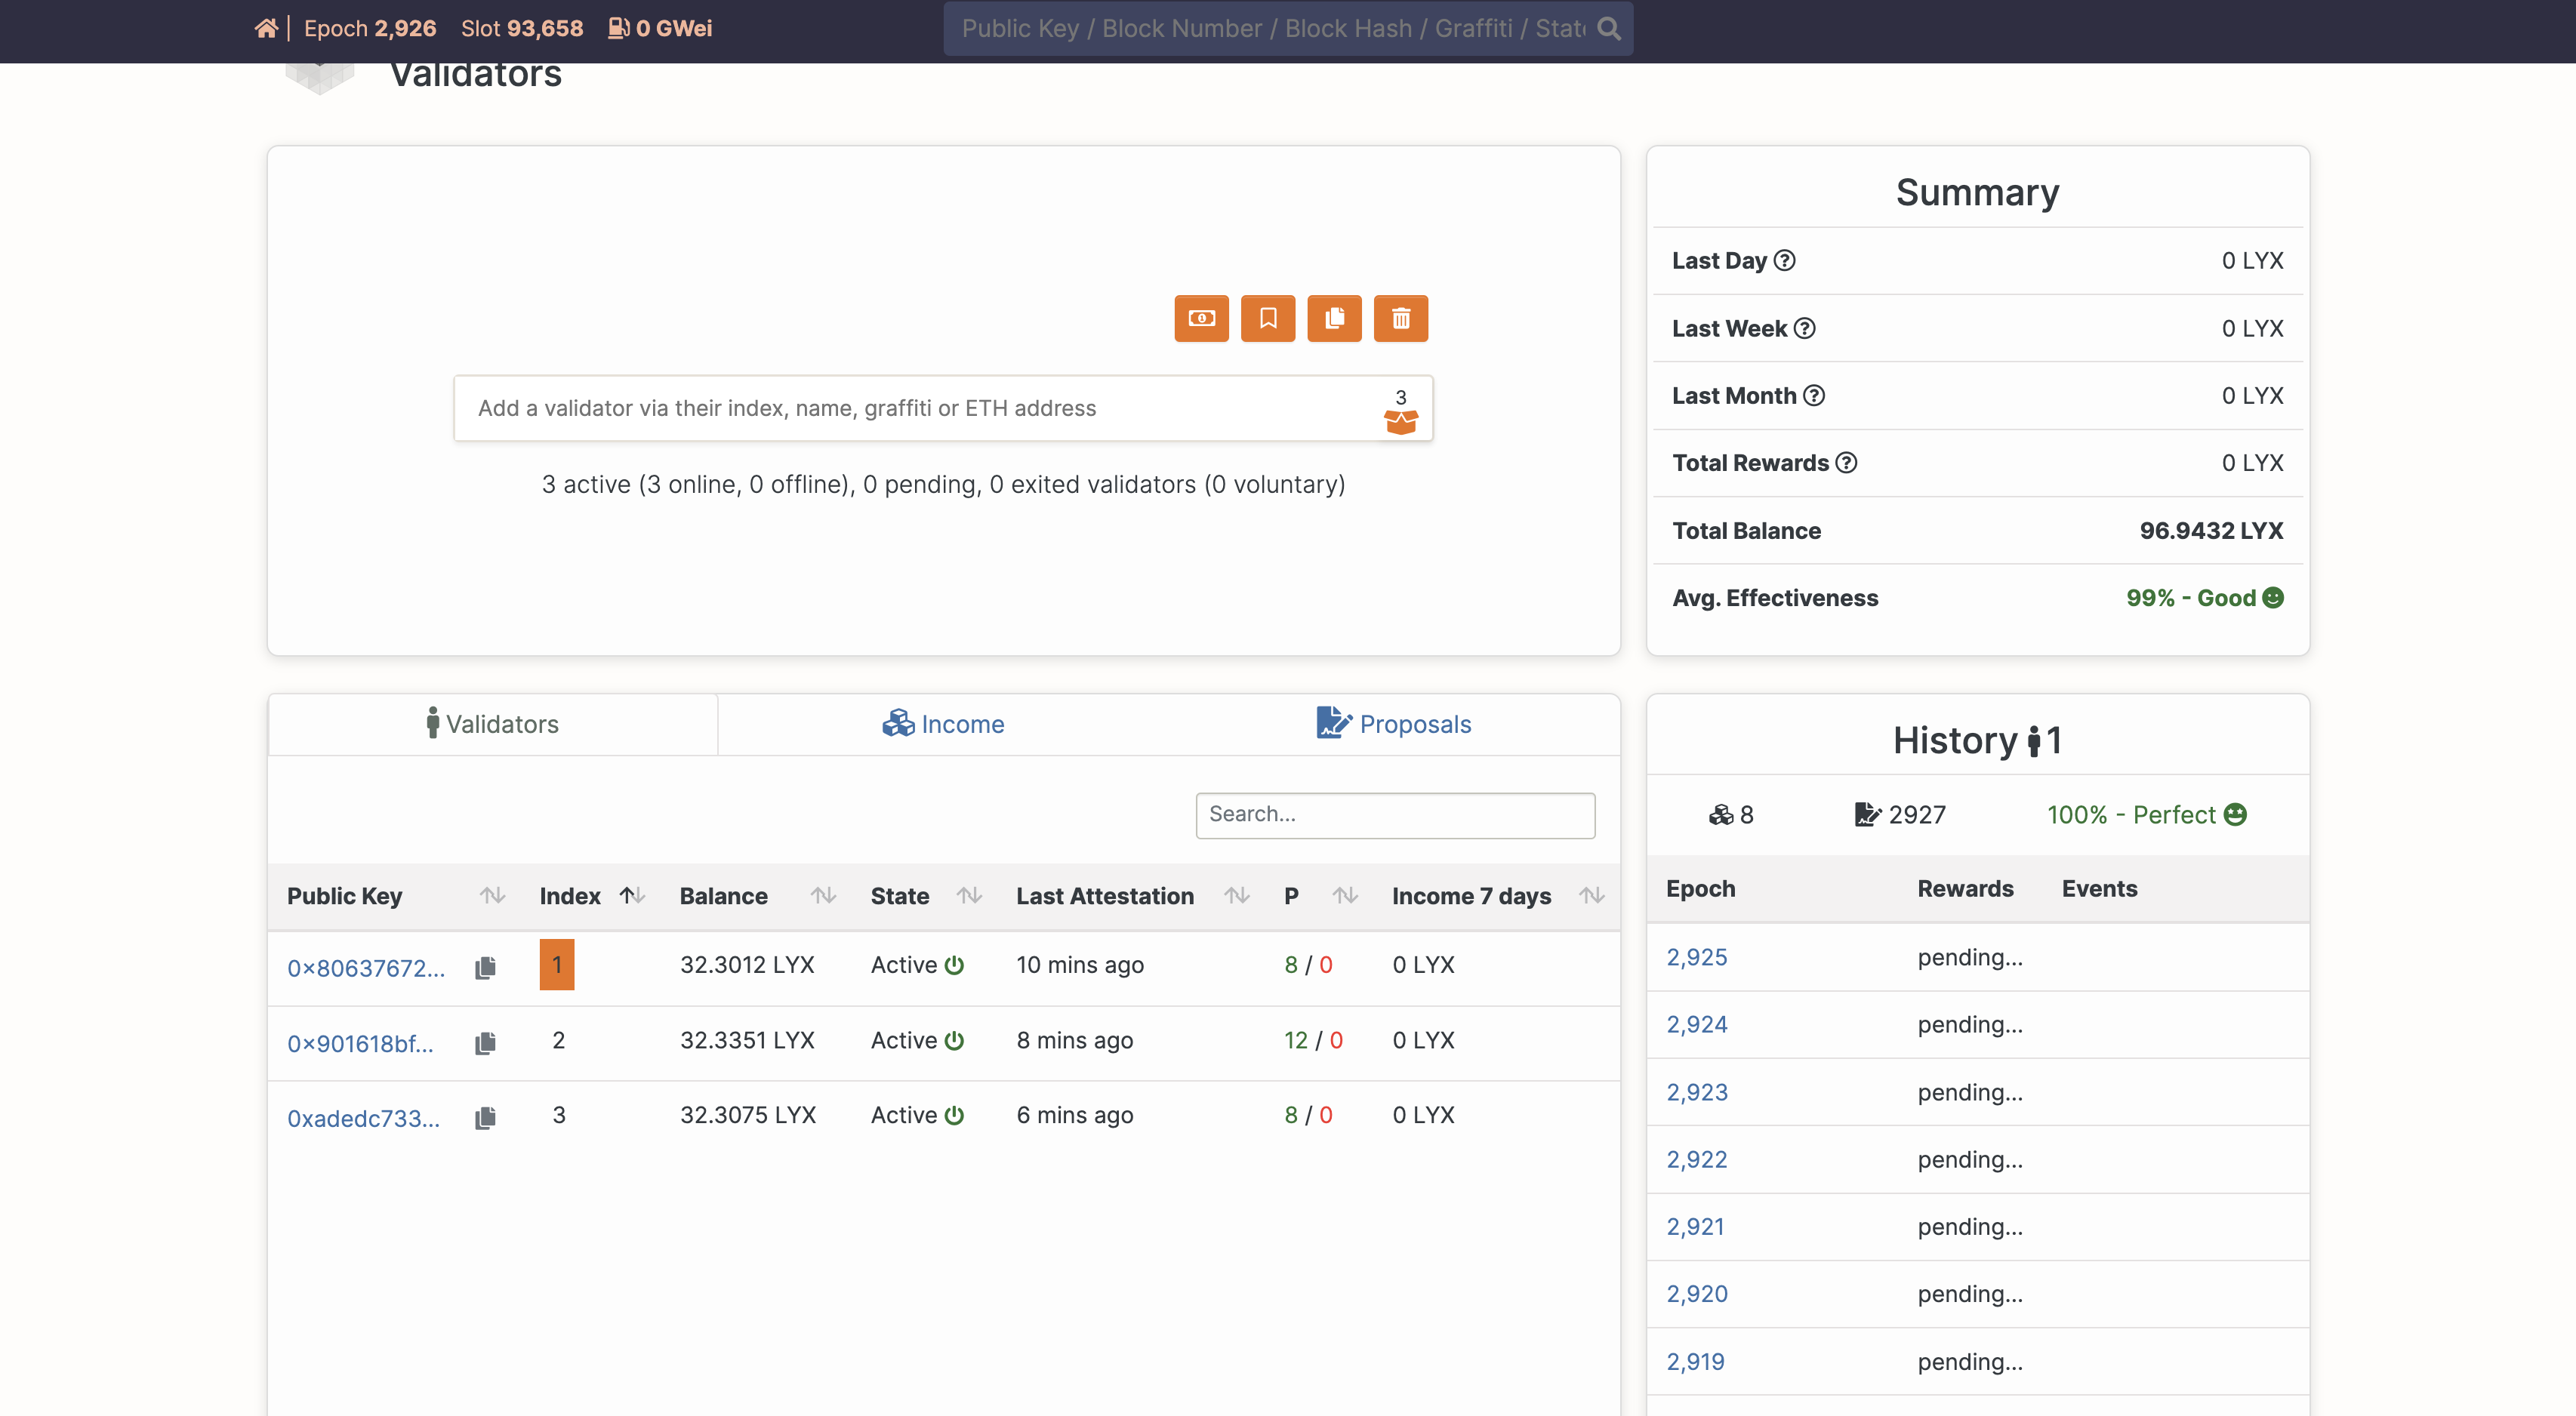 Epoch 2,926 Slot 93,658 0 GWei
Public Key / Block Number / Block Hash / Graffiti / Stat
Validators
Add a validator via their index, name, graffiti or ETH address
3
3 active (3 online, 0 offline), 0 pending, 0 exited validators (0 voluntary)
Summary
Last Day ? 0 LYX
Last Week ? 0 LYX
Last Month ? 0 LYX
Total Rewards ? 0 LYX
Total Balance 96.9432 LYX
Avg. Effectiveness 99% - Good
Validators Income Proposals
Search...
Public Key Index Balance State Last Attestation P Income 7 days
0x80637672... 1 32.3012 LYX Active 10 mins ago 8 / 0 0 LYX
0x901618bf... 2 32.3351 LYX Active 8 mins ago 12 / 0 0 LYX
0xadedc733... 3 32.3075 LYX Active 6 mins ago 8 / 0 0 LYX
History 1
8 2927 100% - Perfect
Epoch Rewards Events
2,925 pending...
2,924 pending...
2,923 pending...
2,922 pending...
2,921 pending...
2,920 pending...
2,919 pending...